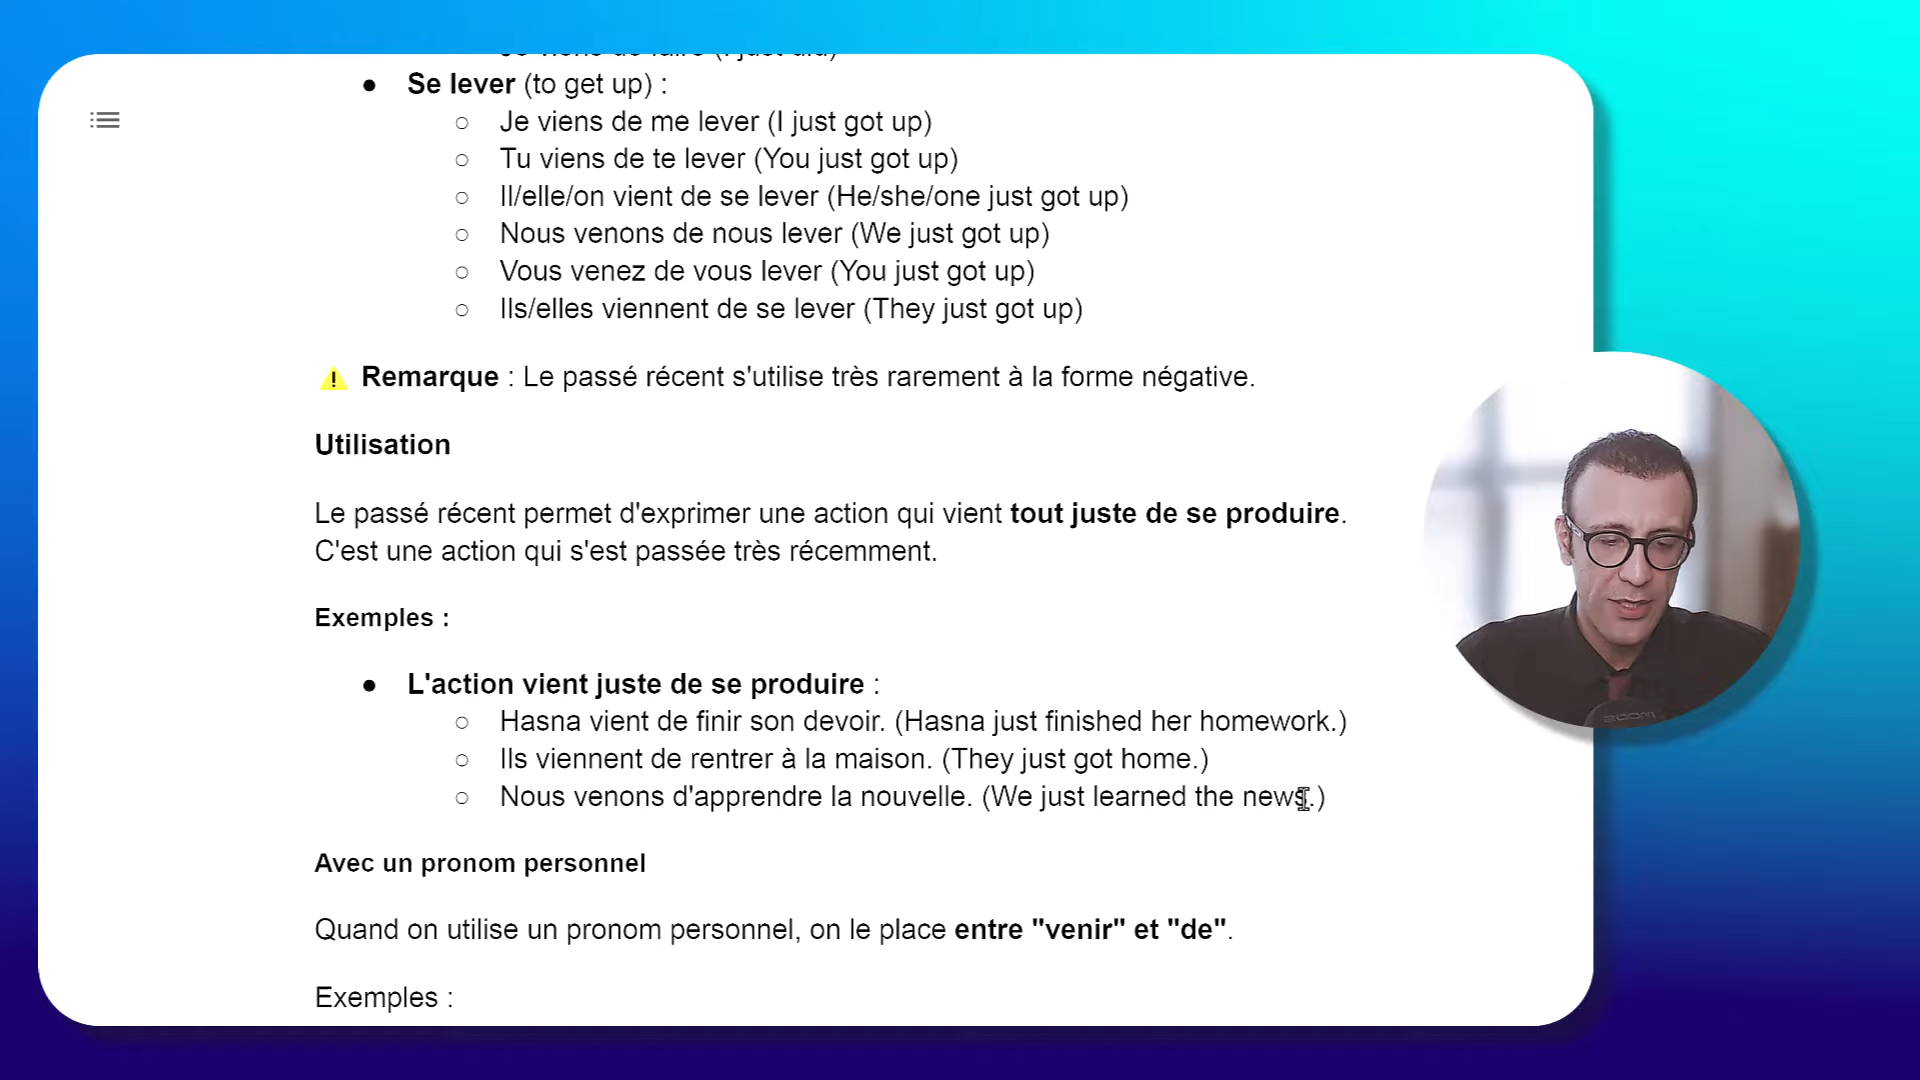 Je viens de faire (I just did)
● Se lever (to get up) :
○ Je viens de me lever (I just got up)
○ Tu viens de te lever (You just got up)
○ Il/elle/on vient de se lever (He/she/one just got up)
○ Nous venons de nous lever (We just got up)
○ Vous venez de vous lever (You just got up)
○ Ils/elles viennent de se lever (They just got up)
⚠ Remarque : Le passé récent s'utilise très rarement à la forme négative.
Utilisation
Le passé récent permet d'exprimer une action qui vient tout juste de se produire.
C'est une action qui s'est passée très récemment.
Exemples :
● L'action vient juste de se produire :
○ Hasna vient de finir son devoir. (Hasna just finished her homework.)
○ Ils viennent de rentrer à la maison. (They just got home.)
○ Nous venons d'apprendre la nouvelle. (We just learned the news.)
Avec un pronom personnel
Quand on utilise un pronom personnel, on le place entre "venir" et "de".
Exemples :
zoom